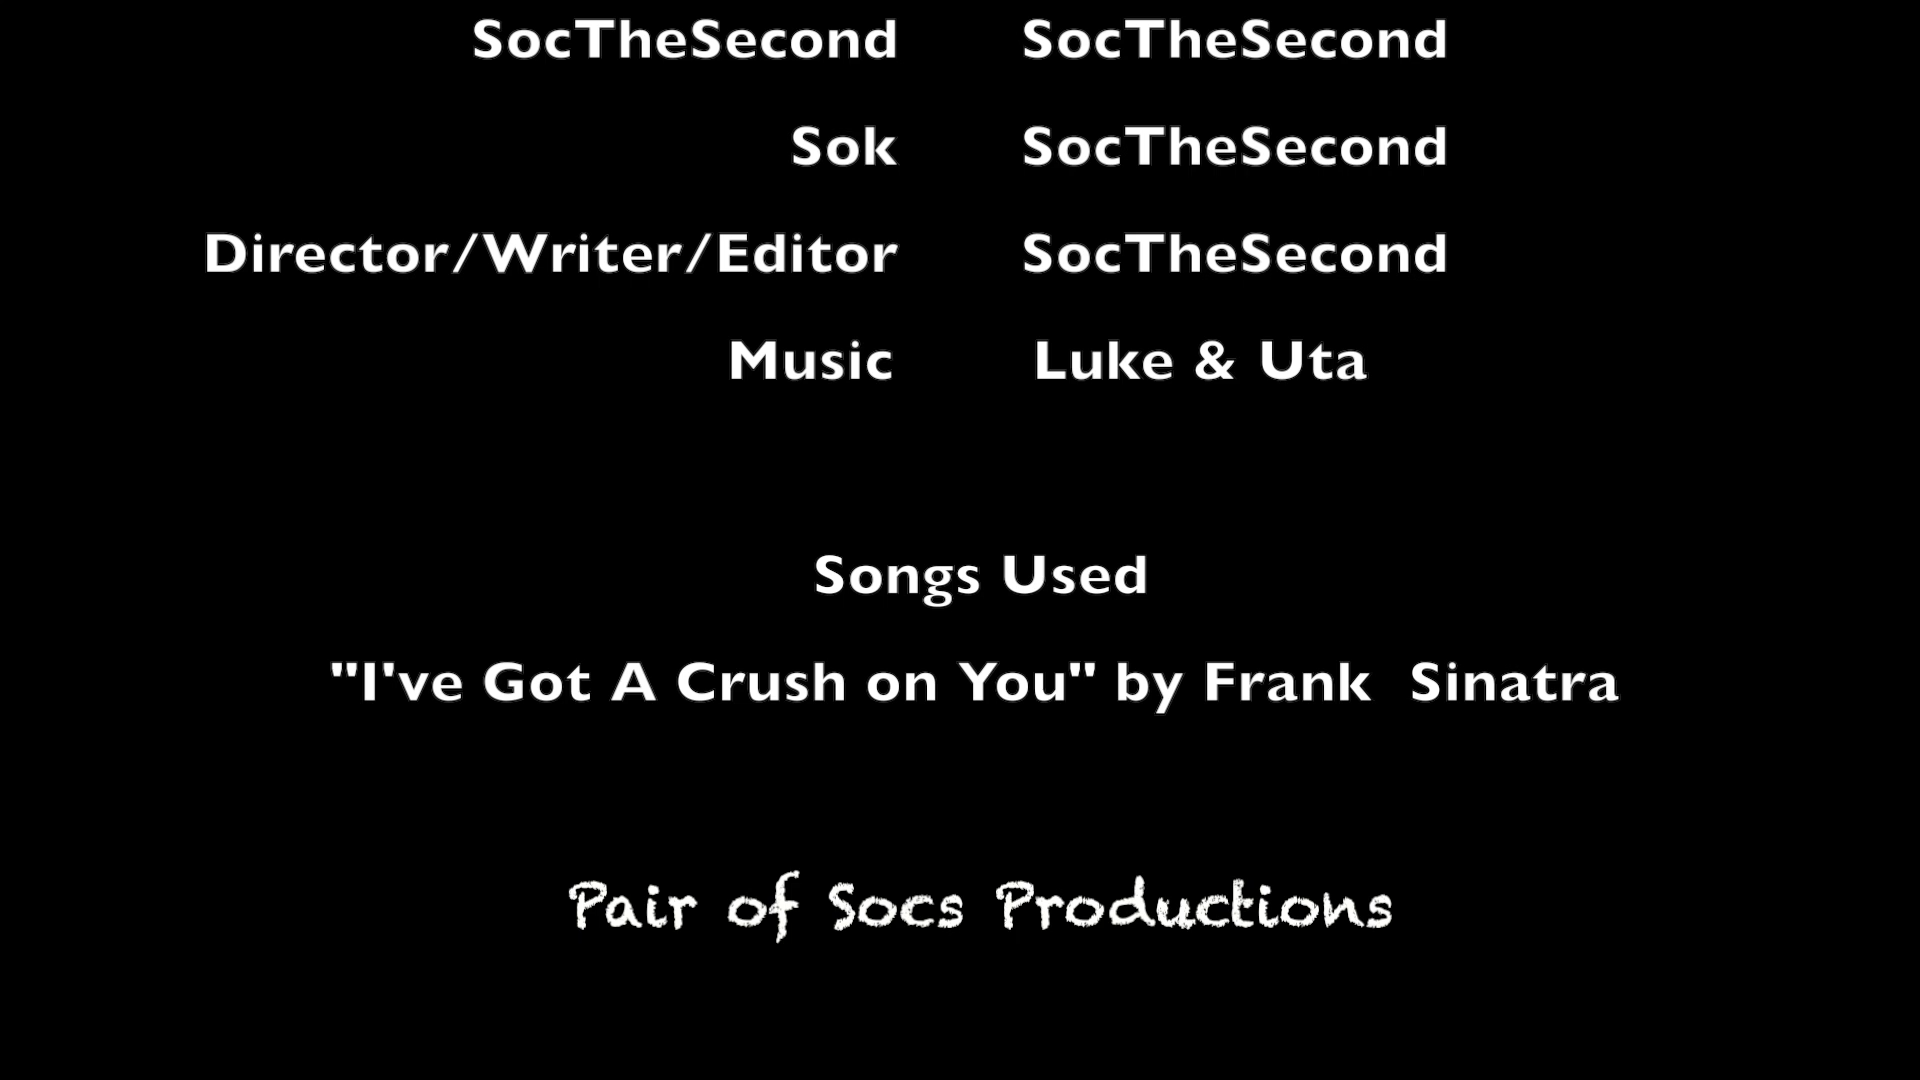 SocTheSecond SocTheSecond
Sok SocTheSecond
Director/Writer/Editor SocTheSecond
Music Luke & Uta
Songs Used
"I've Got A Crush on You" by Frank  Sinatra
Pair of Socs Productions